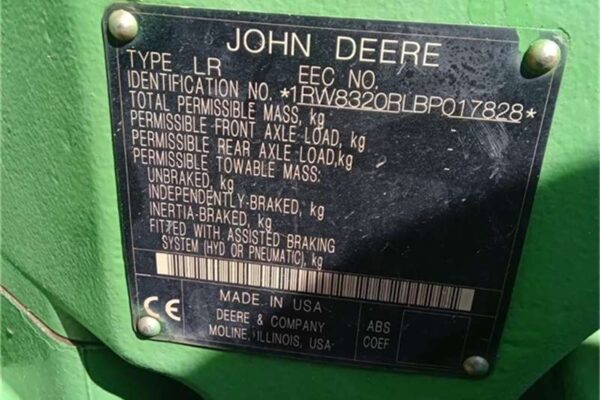 JOHN DEERE
TYPE LR EEC NO.
IDENTIFICATION NO. *1RW8320RLBP017828*
TOTAL PERMISSIBLE MASS, kg
PERMISSIBLE FRONT AXLE LOAD, kg
PERMISSIBLE REAR AXLE LOAD,kg
PERMISSIBLE TOWABLE MASS:
UNBRAKED, kg
INDEPENDENTLY-BRAKED, kg
INERTIA-BRAKED, kg
FITTED WITH ASSISTED BRAKING
SYSTEM (HYD OR PNEUMATIC), kg
CE
MADE IN USA
DEERE & COMPANY
MOLINE, ILLINOIS, USA
ABS
COEF